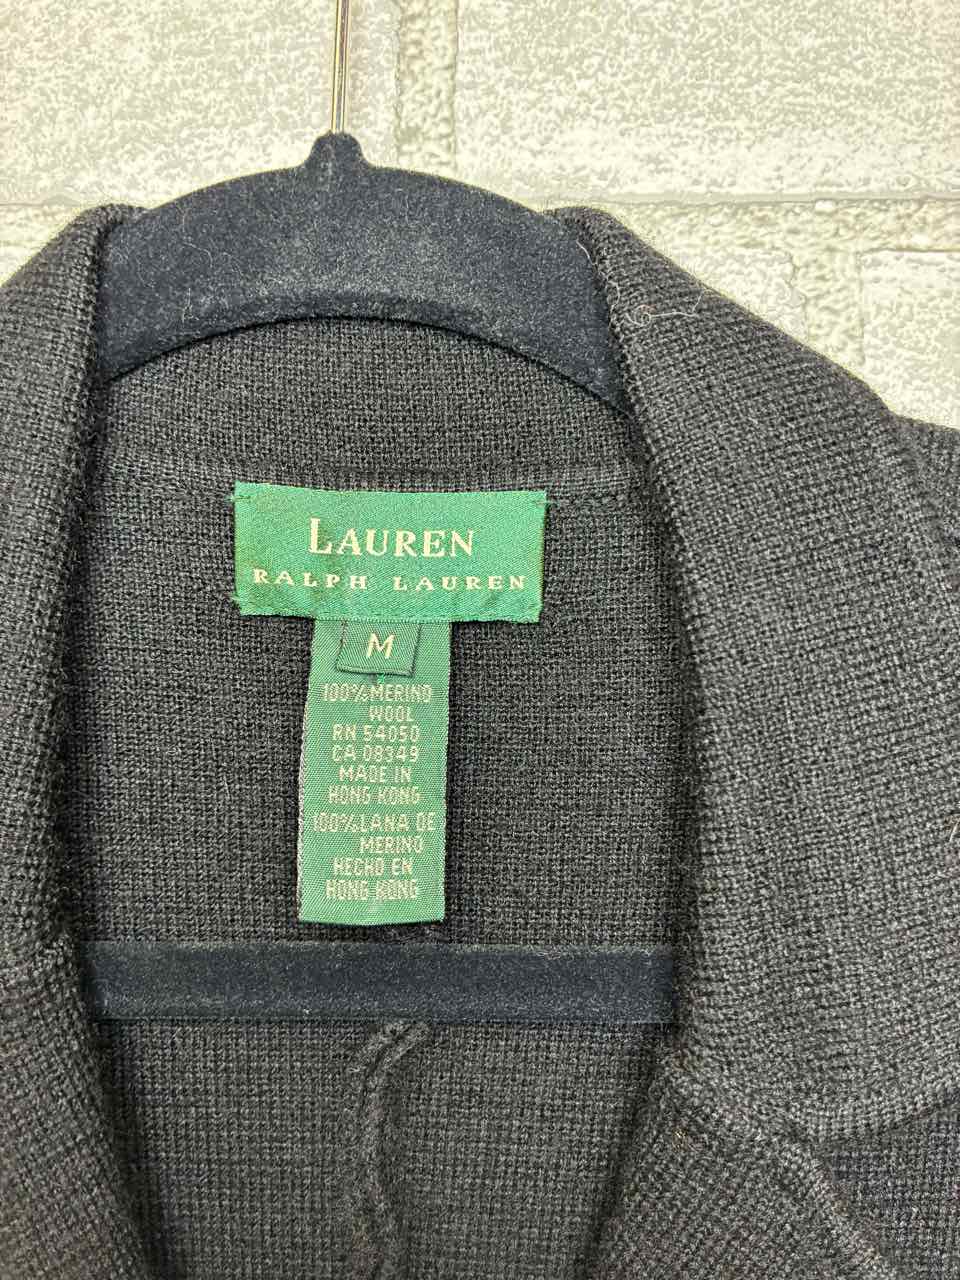 LAUREN
RALPH LAUREN
M
100% MERINO
WOOL
RN 54050
CA 08349
MADE IN
HONG KONG
100% LANA DE
MERINO
HECHO EN
HONG KONG